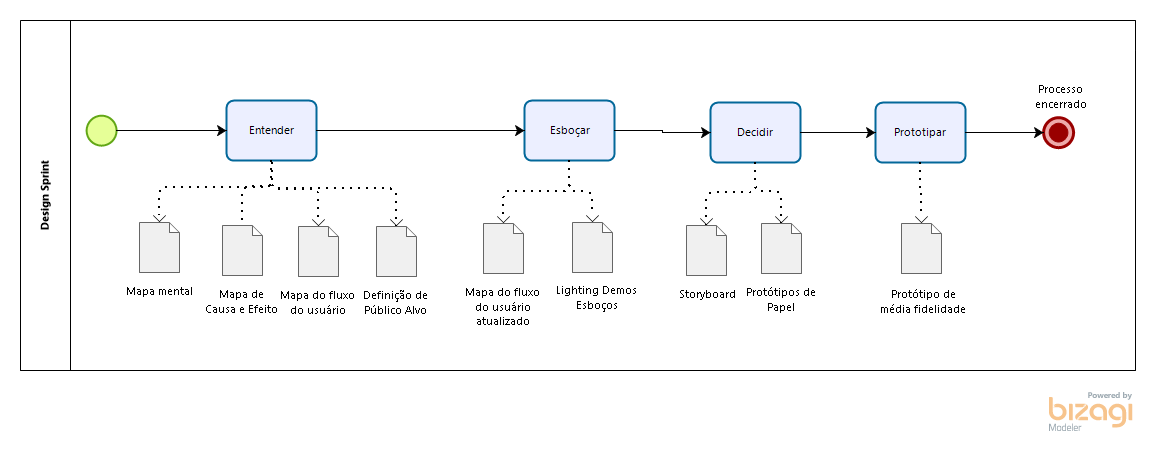 Design Sprint
Entender
Esboçar
Decidir
Prototipar
Processo
encerrado
Mapa mental
Mapa de
Causa e Efeito
Mapa do fluxo
do usuário
Definição de
Público Alvo
Mapa do fluxo
do usuário
atualizado
Lighting Demos
Esboços
Storyboard
Protótipos de
Papel
Protótipo de
média fidelidade
Powered by
bizagi
Modeler